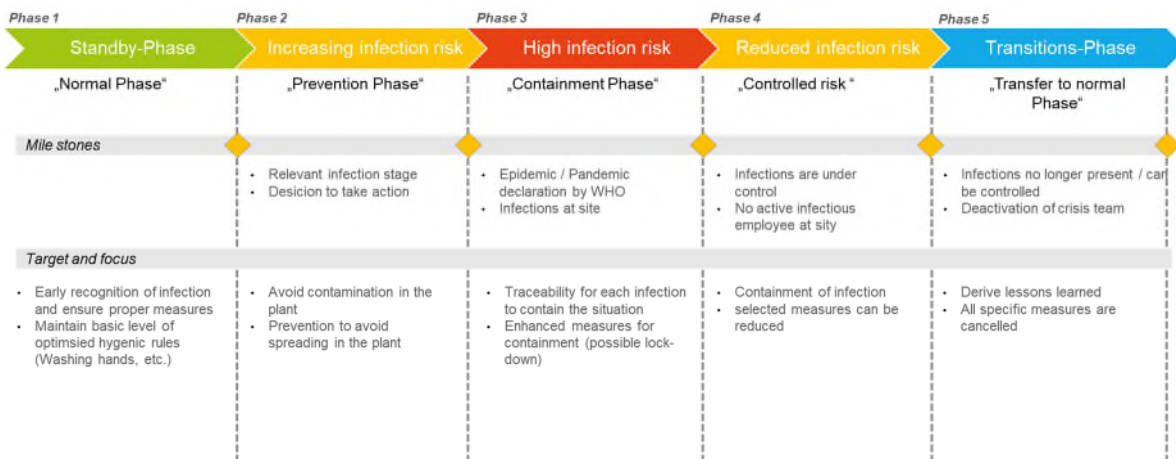 Phase 1
Phase 2
Phase 3
Phase 4
Phase 5
Standby-Phase
Increasing infection risk
High infection risk
Reduced infection risk
Transitions-Phase
„Normal Phase“
„Prevention Phase“
„Containment Phase“
„Controlled risk “
„Transfer to normal
Phase“
Mile stones
• Relevant infection stage
• Desicion to take action
• Epidemic / Pandemic
declaration by WHO
• Infections at site
• Infections are under
control
• No active infectious
employee at sity
• Infections no longer present / can
be controlled
• Deactivation of crisis team
Target and focus
• Early recognition of infection
and ensure proper measures
• Maintain basic level of
optimsied hygenic rules
(Washing hands, etc.)
• Avoid contamination in the
plant
• Prevention to avoid
spreading in the plant
• Traceability for each infection
to contain the situation
• Enhanced measures for
containment (possible lock-
down)
• Containment of infection
• selected measures can be
reduced
• Derive lessons learned
• All specific measures are
cancelled